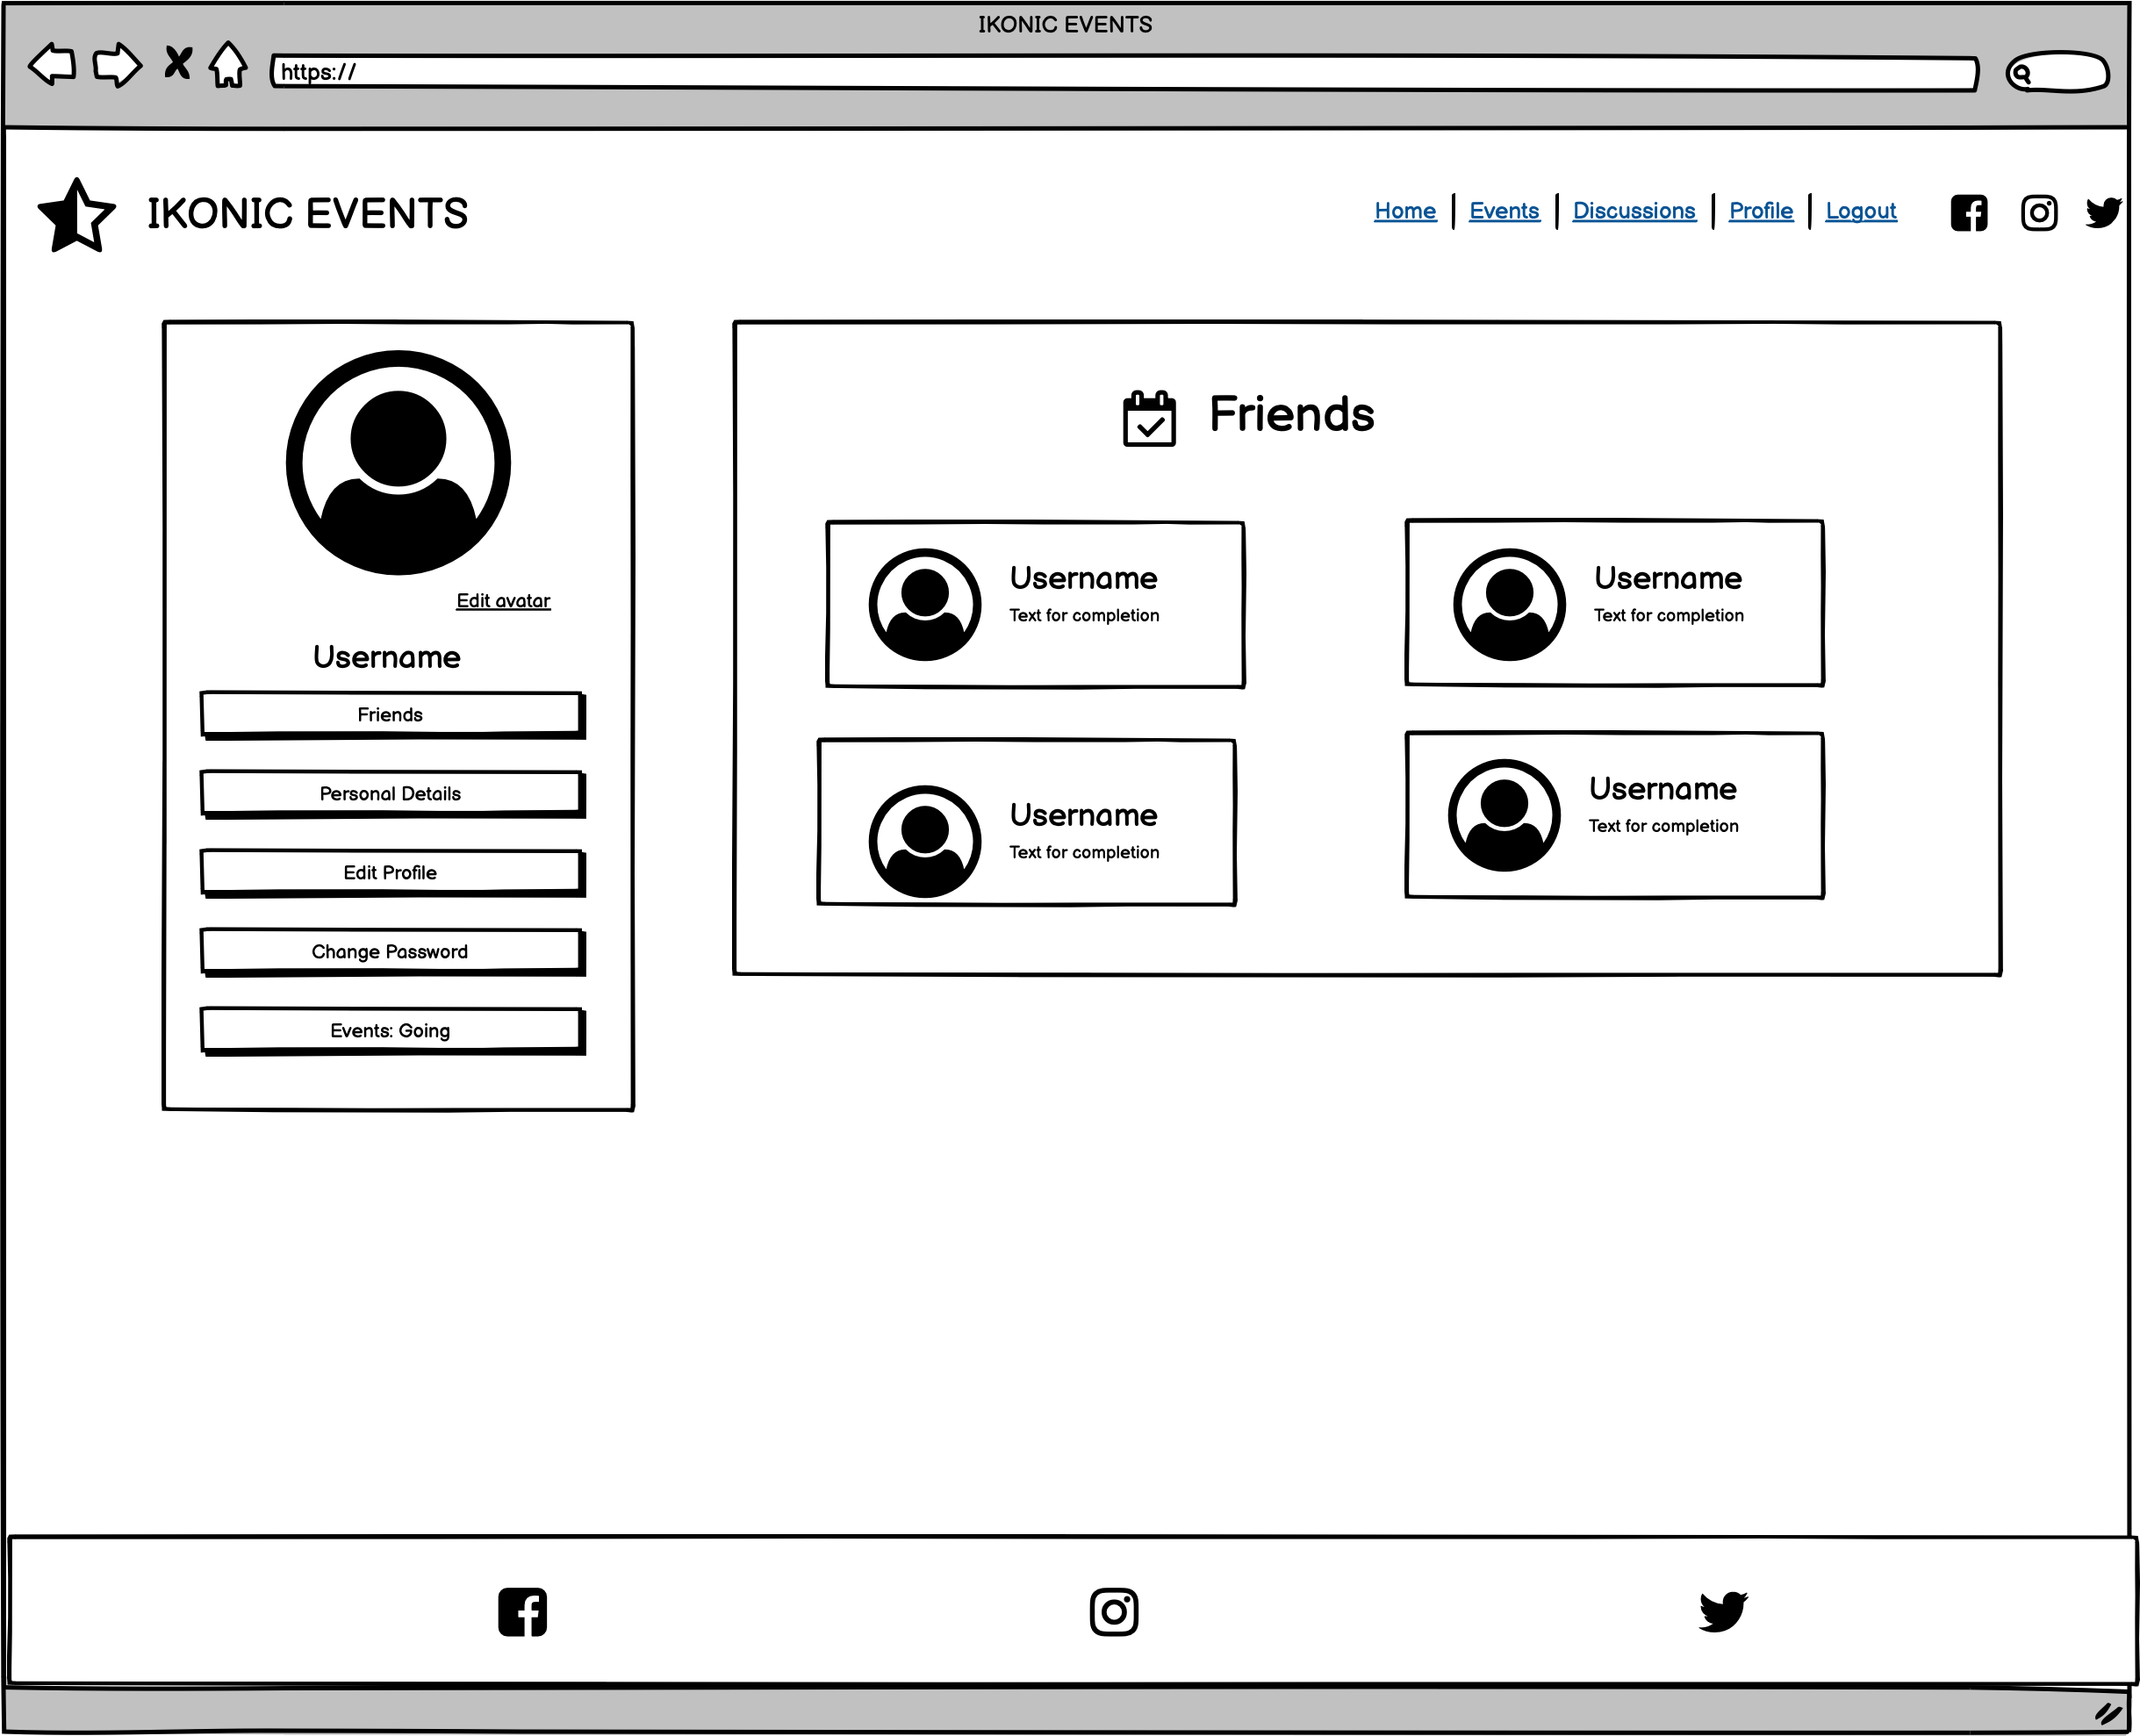 IKONIC EVENTS
https://
IKONIC EVENTS
Home | Events | Discussions | Profile | Logout
Edit avatar
Username
Friends
Personal Details
Edit Profile
Change Password
Events: Going
Friends
Username
Text for completion
Username
Text for completion
Username
Text for completion
Username
Text for completion